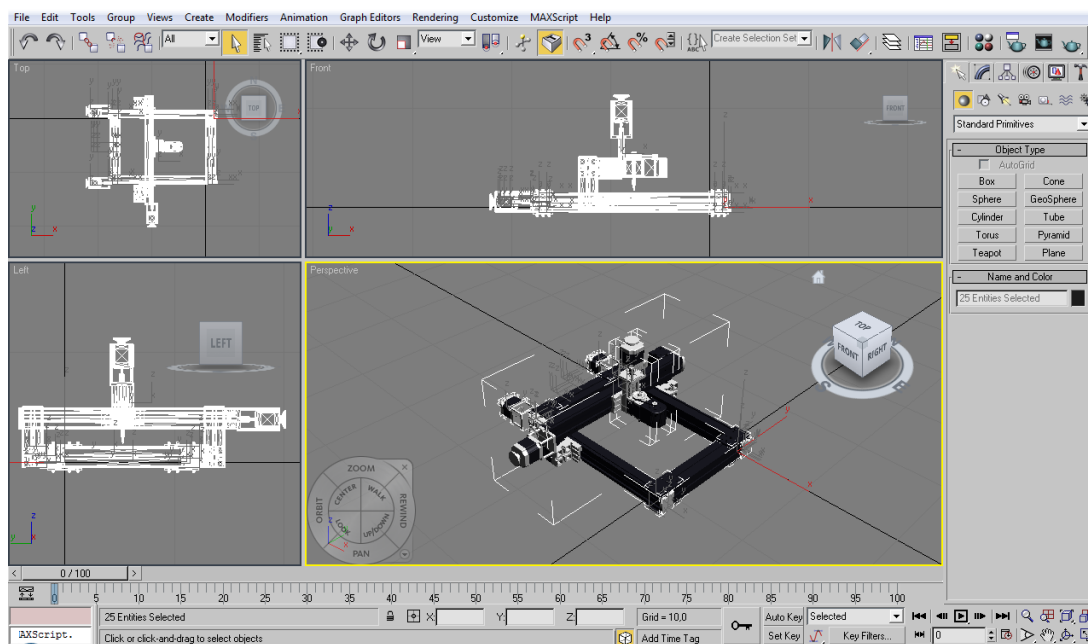 File Edit Tools Group Views Create Modifiers Animation Graph Editors Rendering Customize MAXScript Help
All
View
3
Create Selection Set
ABC
Top
TOP
Front
FRONT
Standard Primitives
Object Type
AutoGrid
Box Cone
Sphere GeoSphere
Cylinder Tube
Torus Pyramid
Teapot Plane
Name and Color
25 Entities Selected
Left
LEFT
Perspective
TOP
FRONT RIGHT
ZOOM
CENTER WALK
ORBIT REWIND
LOOK UP/DOWN
PAN
0 / 100
0 5 10 15 20 25 30 35 40 45 50 55 60 65 70 75 80 85 90 95 100
25 Entities Selected X: Y: Z: Grid = 10,0 Auto Key Selected
AXScript. Click or click-and-drag to select objects Add Time Tag Set Key Key Filters... 0